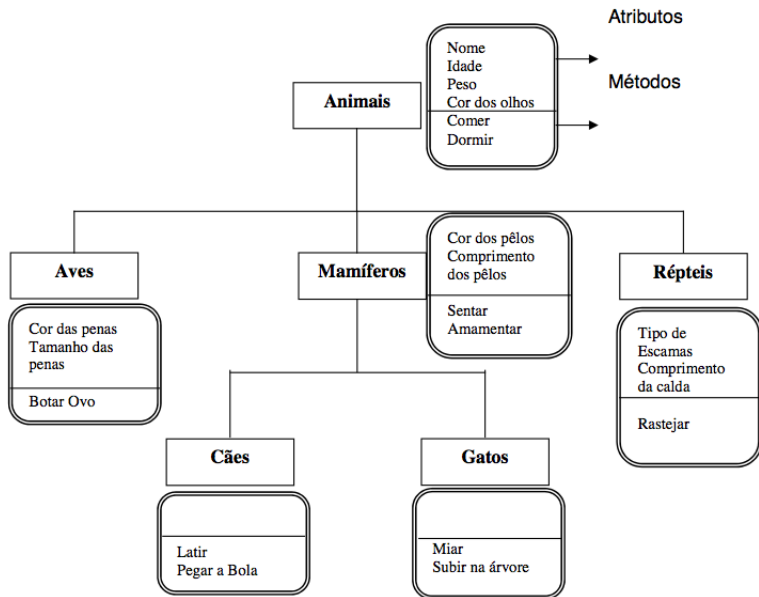 Atributos
Nome
Idade
Peso
Cor dos olhos
Métodos
Animais
Comer
Dormir
Aves
Cor das penas
Tamanho das
penas
Botar Ovo
Mamíferos
Cor dos pêlos
Comprimento
dos pêlos
Sentar
Amamentar
Répteis
Tipo de
Escamas
Comprimento
da calda
Rastejar
Cães
Latir
Pegar a Bola
Gatos
Miar
Subir na árvore